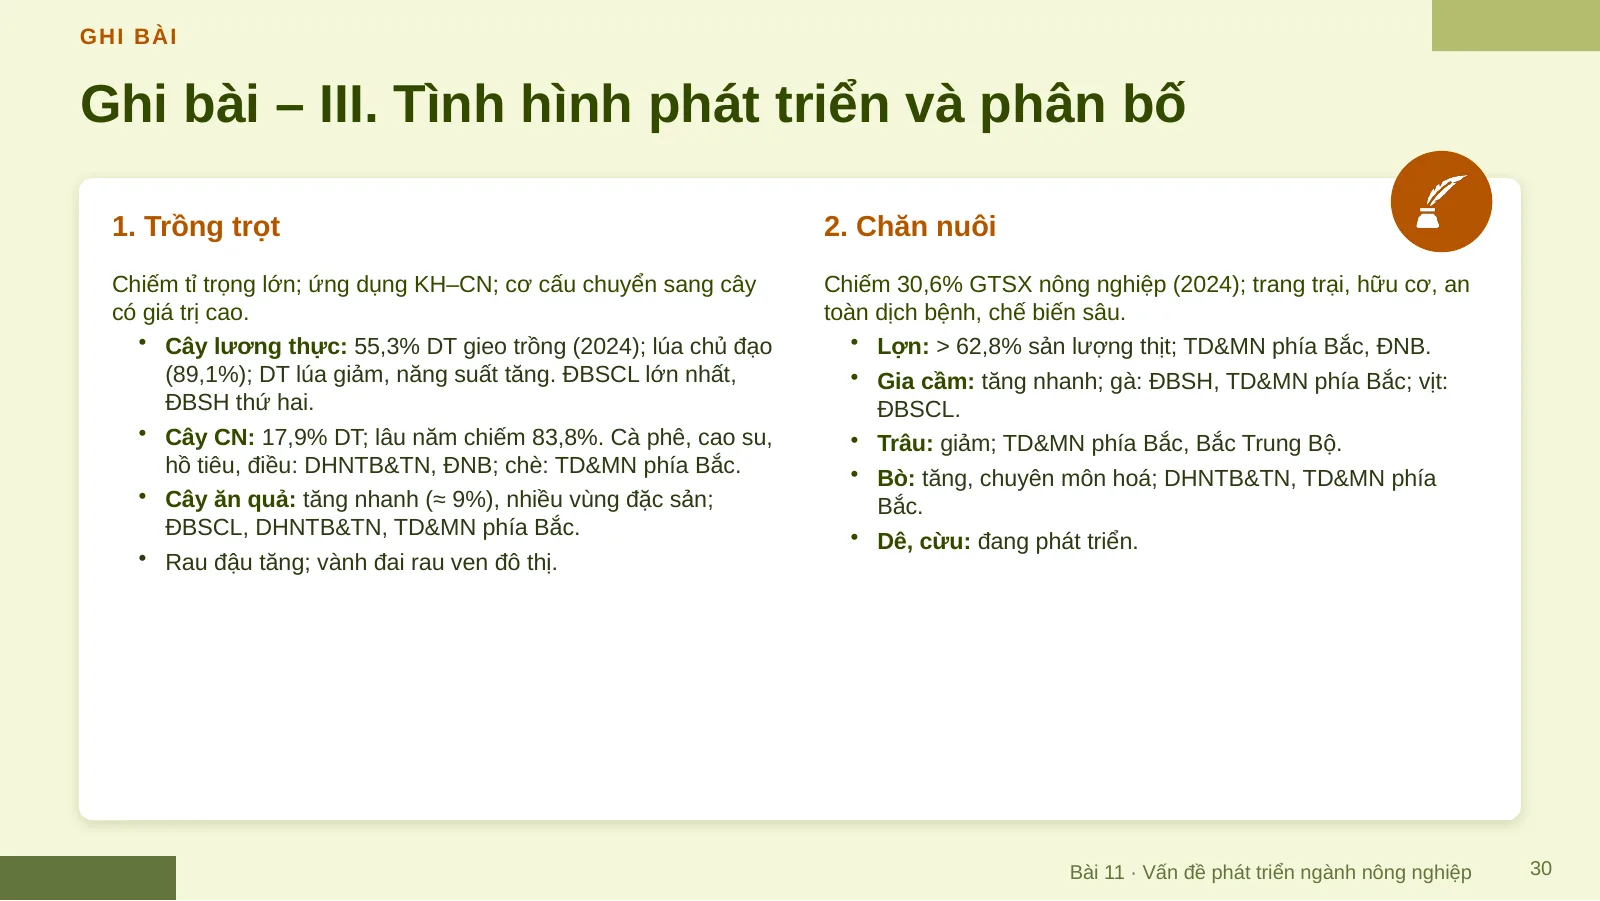 GHI BÀI
Ghi bài – III. Tình hình phát triển và phân bố
1. Trồng trọt
Chiếm tỉ trọng lớn; ứng dụng KH–CN; cơ cấu chuyển sang cây
có giá trị cao.
• Cây lương thực: 55,3% DT gieo trồng (2024); lúa chủ đạo
(89,1%); DT lúa giảm, năng suất tăng. ĐBSCL lớn nhất,
ĐBSH thứ hai.
• Cây CN: 17,9% DT; lâu năm chiếm 83,8%. Cà phê, cao su,
hồ tiêu, điều: DHNTB&TN, ĐNB; chè: TD&MN phía Bắc.
• Cây ăn quả: tăng nhanh (≈ 9%), nhiều vùng đặc sản;
ĐBSCL, DHNTB&TN, TD&MN phía Bắc.
• Rau đậu tăng; vành đai rau ven đô thị.
2. Chăn nuôi
Chiếm 30,6% GTSX nông nghiệp (2024); trang trại, hữu cơ, an
toàn dịch bệnh, chế biến sâu.
• Lợn: > 62,8% sản lượng thịt; TD&MN phía Bắc, ĐNB.
• Gia cầm: tăng nhanh; gà: ĐBSH, TD&MN phía Bắc; vịt:
ĐBSCL.
• Trâu: giảm; TD&MN phía Bắc, Bắc Trung Bộ.
• Bò: tăng, chuyên môn hoá; DHNTB&TN, TD&MN phía
Bắc.
• Dê, cừu: đang phát triển.
Bài 11 · Vấn đề phát triển ngành nông nghiệp
30